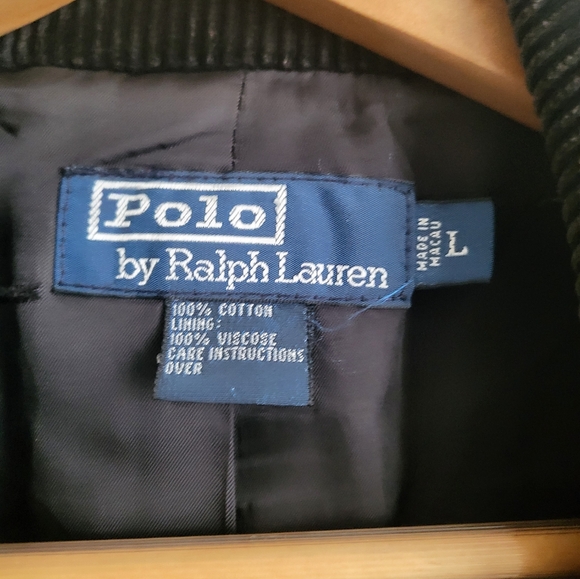 Polo
by Ralph Lauren
MADE IN
MACAU
L
100% COTTON
LINING:
100% VISCOSE
CARE INSTRUCTIONS
OVER